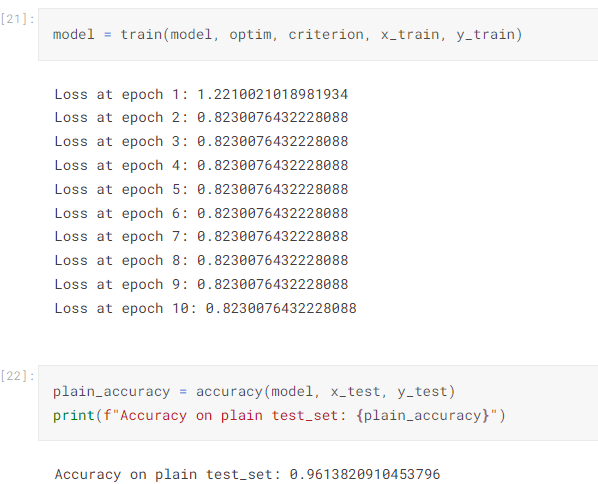 [21]:
model = train(model, optim, criterion, x_train, y_train)
Loss at epoch 1: 1.2210021018981934
Loss at epoch 2: 0.8230076432228088
Loss at epoch 3: 0.8230076432228088
Loss at epoch 4: 0.8230076432228088
Loss at epoch 5: 0.8230076432228088
Loss at epoch 6: 0.8230076432228088
Loss at epoch 7: 0.8230076432228088
Loss at epoch 8: 0.8230076432228088
Loss at epoch 9: 0.8230076432228088
Loss at epoch 10: 0.8230076432228088
[22]:
plain_accuracy = accuracy(model, x_test, y_test)
print(f"Accuracy on plain test_set: {plain_accuracy}")
Accuracy on plain test_set: 0.9613820910453796